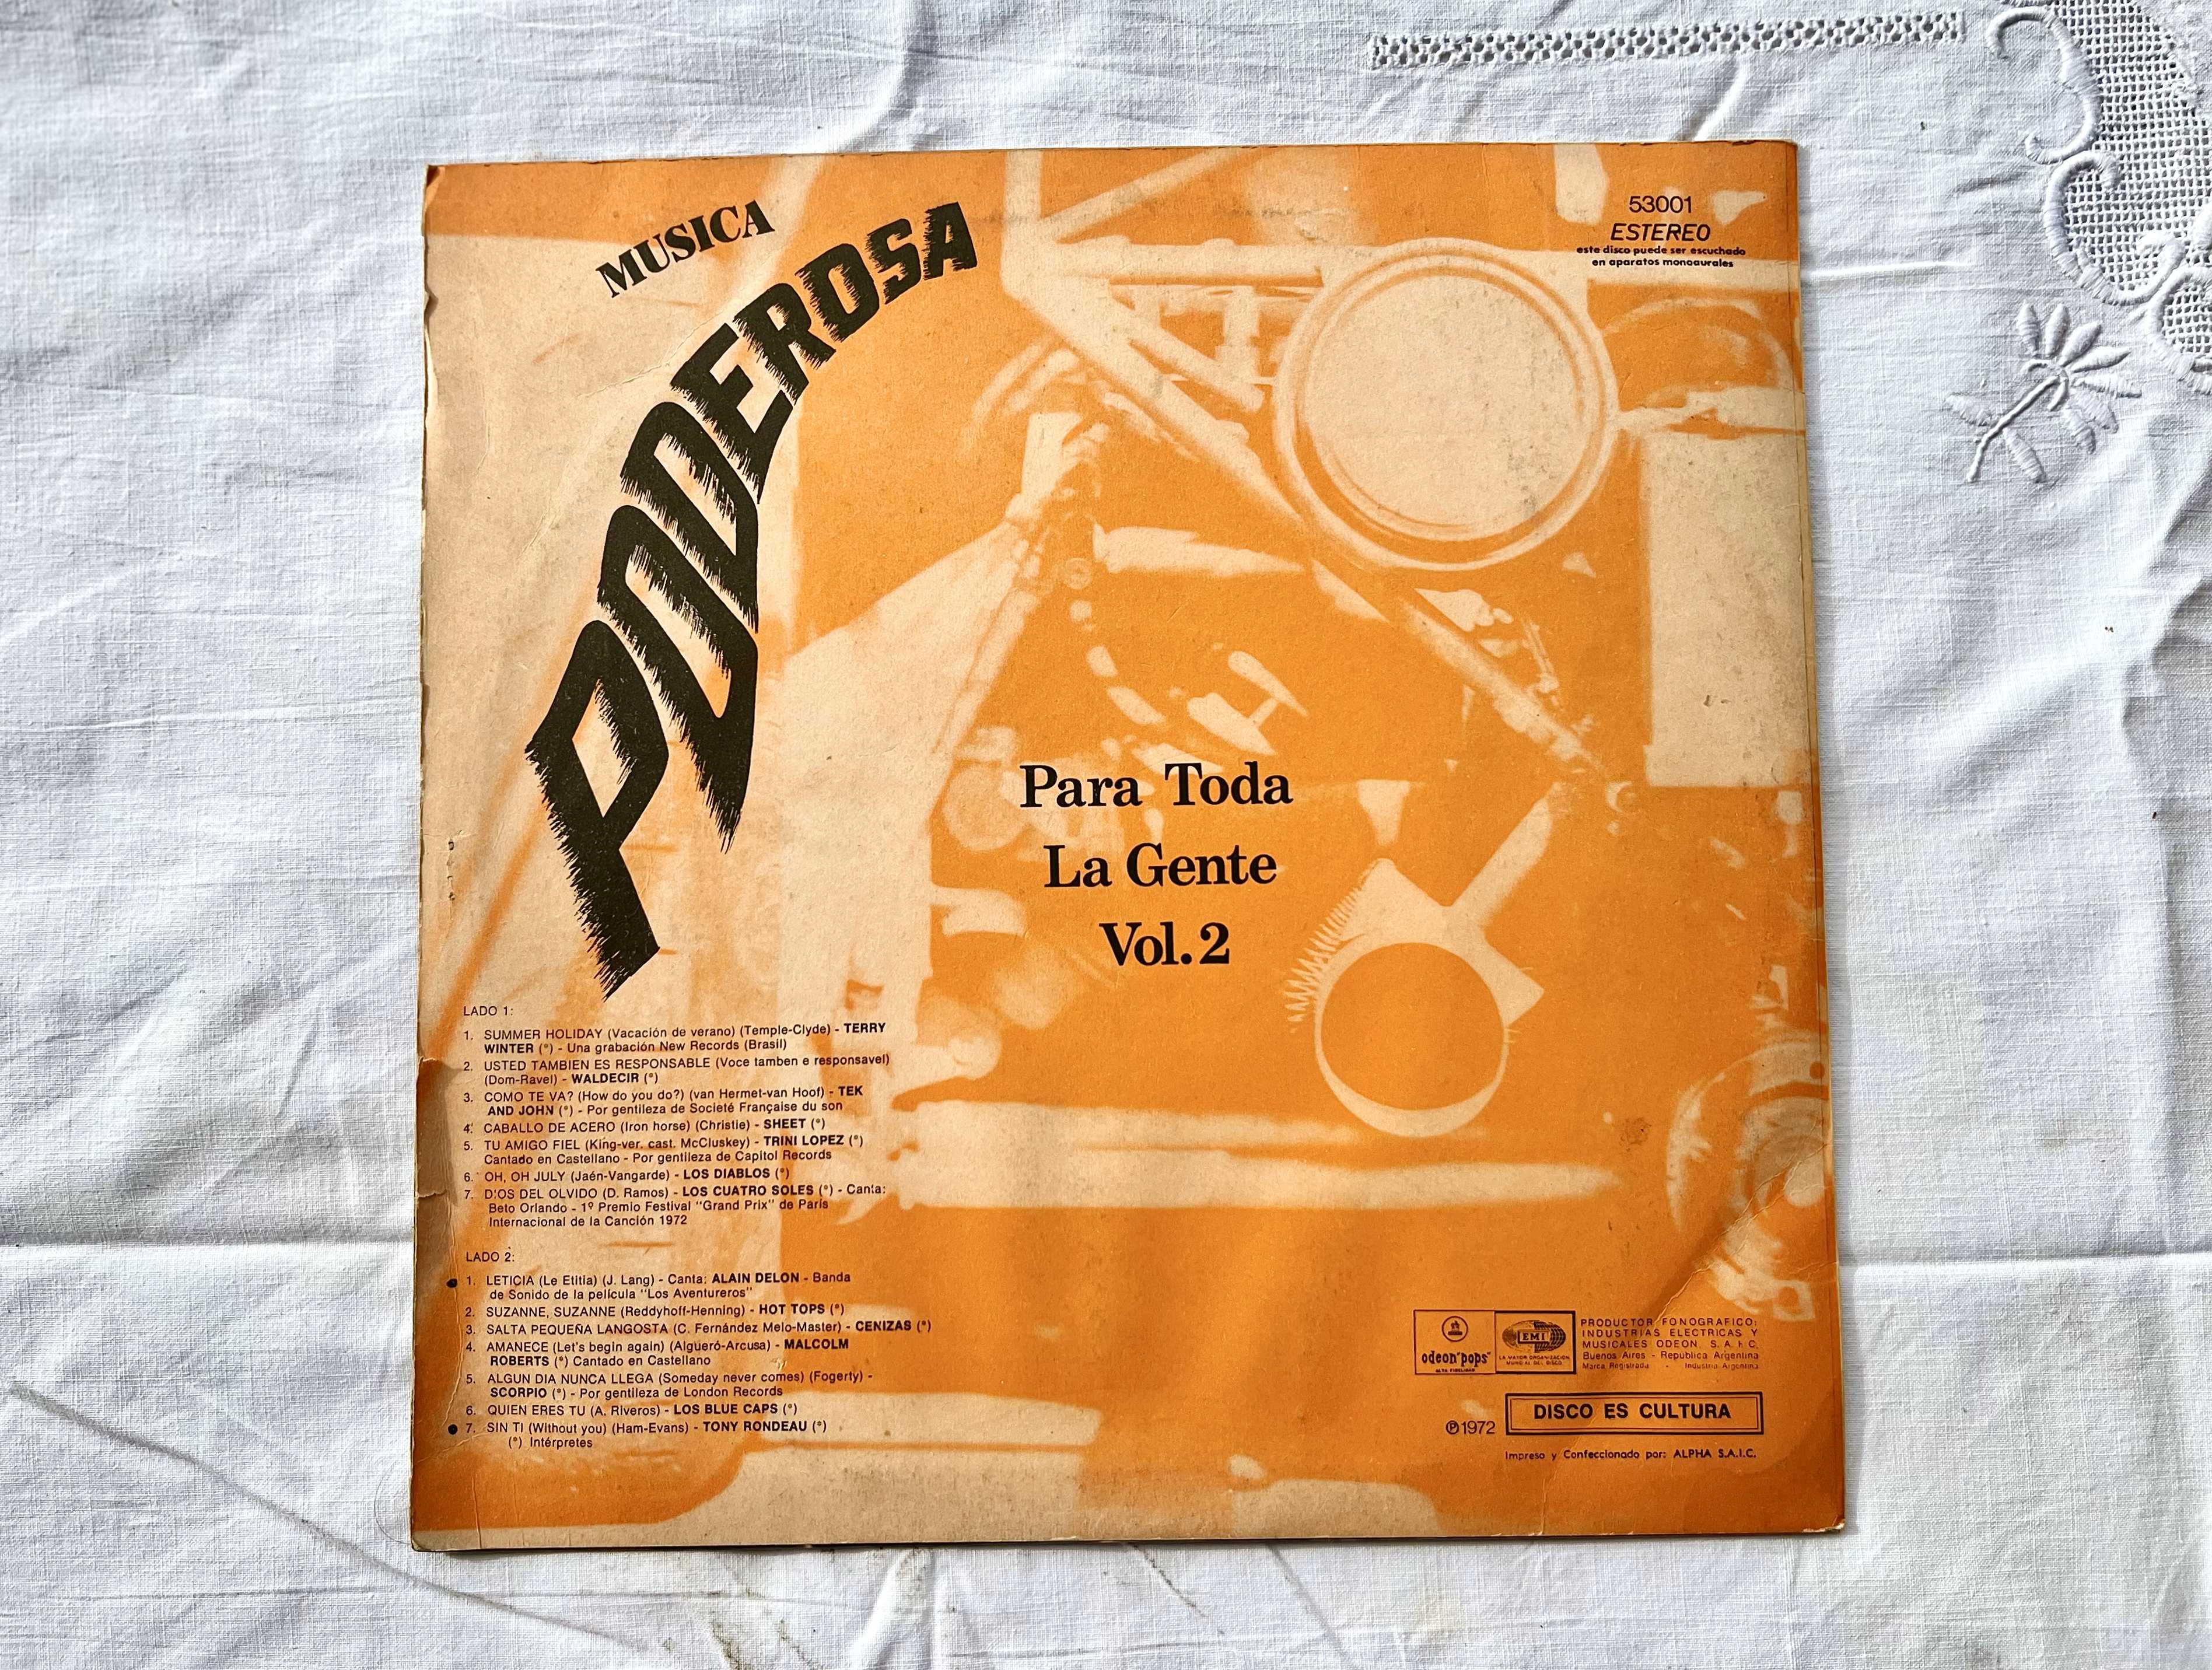 MUSICA
PODEROSA
53001
ESTEREO
este disco puede ser escuchado
en aparatos monoaurales
Para Toda
La Gente
Vol.2
LADO 1:
1. SUMMER HOLIDAY (Vacación de verano) (Temple-Clyde) - TERRY
WINTER (*) - Una grabación New Records (Brasil)
2. USTED TAMBIEN ES RESPONSABLE (Voce tamben e responsavel)
(Dom-Ravel) - WALDECIR (*)
3. COMO TE VA? (How do you do?) (van Hermet-van Hoof) - TEK
AND JOHN (*) - Por gentileza de Societé Française du son
4. CABALLO DE ACERO (Iron horse) (Christie) - SHEET (*)
5. TU AMIGO FIEL (King-ver. cast. McCluskey) - TRINI LOPEZ (*)
Cantado en Castellano - Por gentileza de Capitol Records
6. OH, OH JULY (Jaén-Vangarde) - LOS DIABLOS (*)
7. D:OS DEL OLVIDO (D. Ramos) - LOS CUATRO SOLES (*) - Canta:
Beto Orlando - 1º Premio Festival "Grand Prix" de París
Internacional de la Canción 1972
LADO 2:
1. LETICIA (Le Etitia) (J. Lang) - Canta: ALAIN DELON - Banda
de Sonido de la película "Los Aventureros"
2. SUZANNE, SUZANNE (Reddyhoff-Henning) - HOT TOPS (*)
3. SALTA PEQUEÑA LANGOSTA (C. Fernández Melo-Master) - CENIZAS (*)
4. AMANECE (Let's begin again) (Algüeró-Arcusa) - MALCOLM
ROBERTS (*) Cantado en Castellano
5. ALGUN DIA NUNCA LLEGA (Someday never comes) (Fogerty) -
SCORPIO (*) - Por gentileza de London Records
6. QUIEN ERES TU (A. Riveros) - LOS BLUE CAPS (*)
7. SIN TI (Without you) (Ham-Evans) - TONY RONDEAU (*)
(*) Intérpretes
odeon "pops"
ALTA FIDELIDAD
EMI
LA MAYOR ORGANIZACION
MUNDIAL DEL DISCO
PRODUCTOR FONOGRAFICO:
INDUSTRIAS ELECTRICAS Y
MUSICALES ODEON S. A. I. C.
Buenos Aires - República Argentina
Marca Registrada - Industria Argentina
DISCO ES CULTURA
℗1972
Impreso y Confeccionado por: ALPHA S.A.I.C.